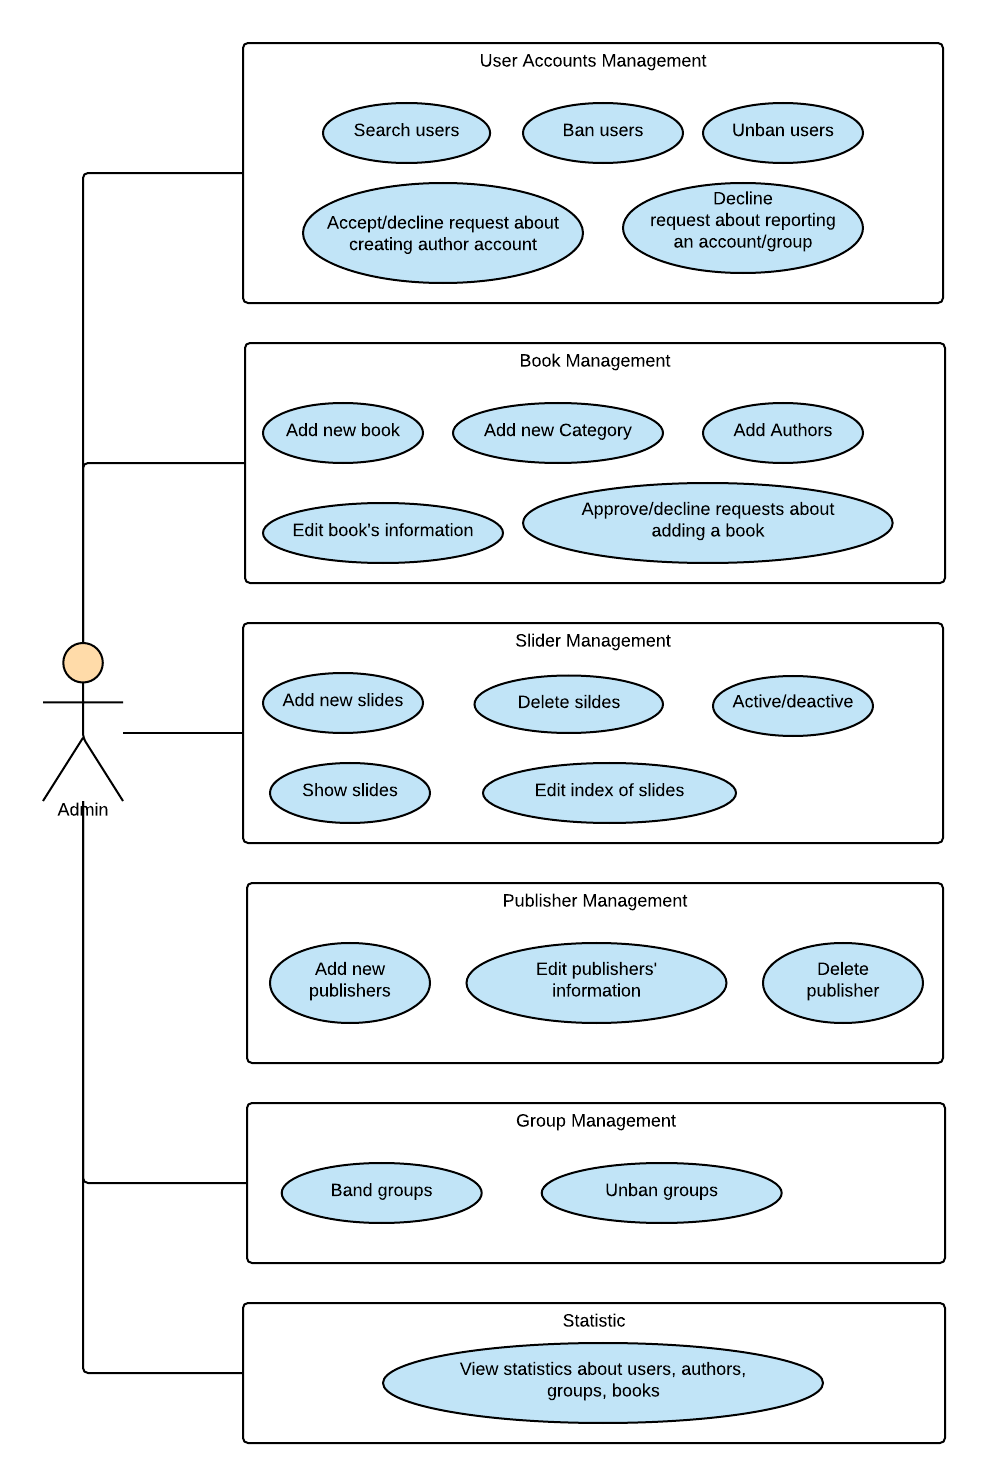 User Accounts Management
Search users
Ban users
Unban users
Accept/decline request about
creating author account
Decline
request about reporting
an account/group
Book Management
Add new book
Add new Category
Add Authors
Edit book's information
Approve/decline requests about
adding a book
Slider Management
Add new slides
Delete sildes
Active/deactive
Show slides
Edit index of slides
Admin
Publisher Management
Add new
publishers
Edit publishers'
information
Delete
publisher
Group Management
Band groups
Unban groups
Statistic
View statistics about users, authors,
groups, books